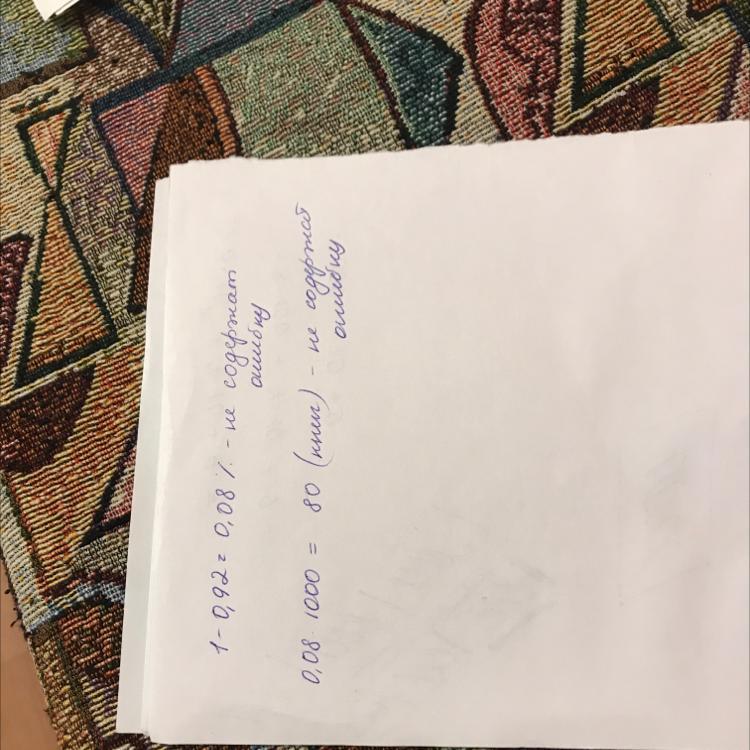 1 - 0,92 = 0,08 % - не содержат
ошибку
0,08 · 1000 = 80 (книг) - не содержат
ошибку